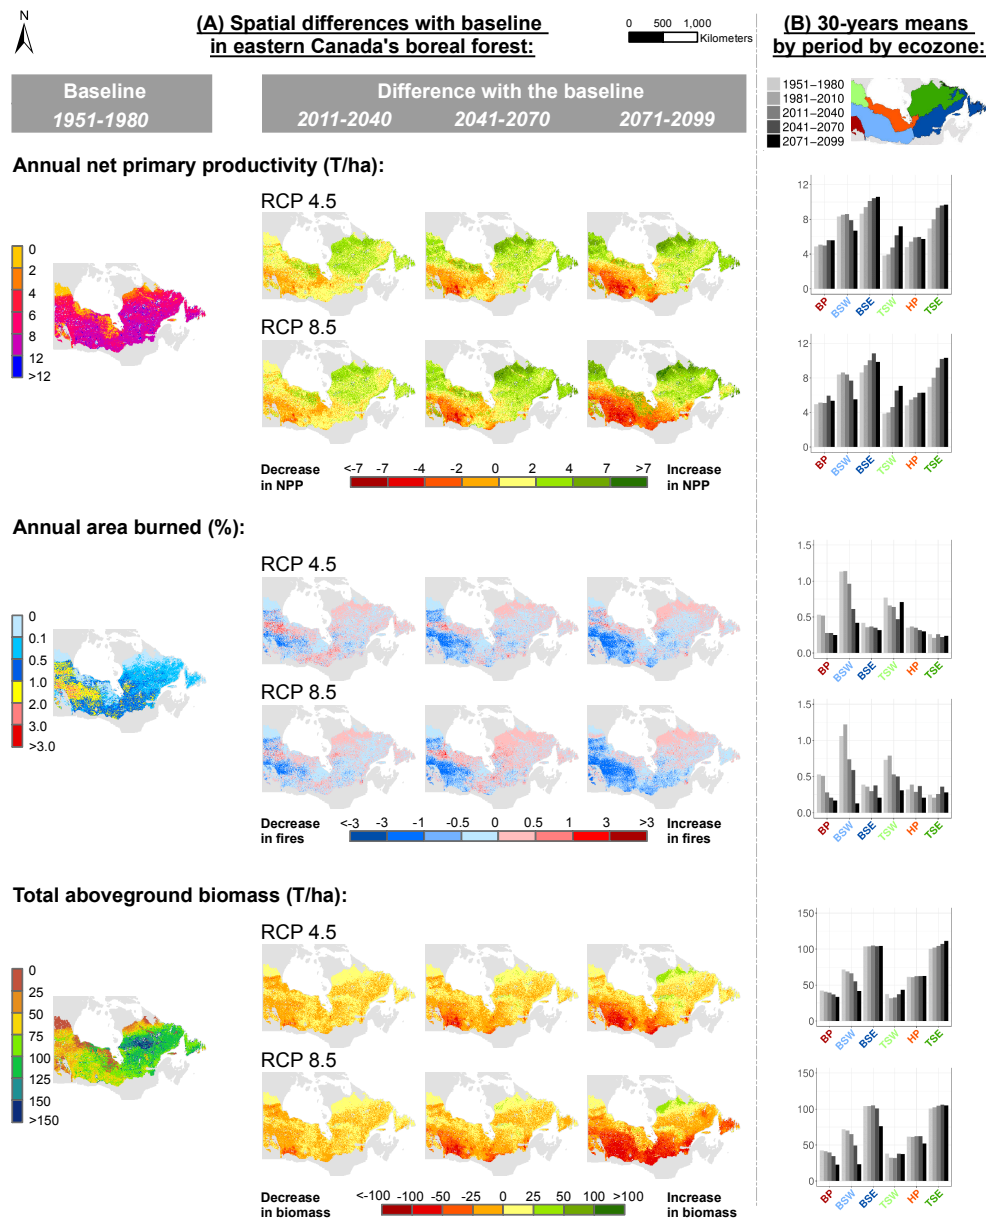 N
(A) Spatial differences with baseline
in eastern Canada's boreal forest:
0 500 1,000
Kilometers
(B) 30-years means
by period by ecozone:
Baseline
1951-1980
Difference with the baseline
2011-2040 2041-2070 2071-2099
1951−1980
1981−2010
2011−2040
2041−2070
2071−2099
Annual net primary productivity (T/ha):
0
2
4
6
8
12
>12
RCP 4.5
RCP 8.5
Decrease
in NPP
<-7 -7 -4 -2 0 2 4 7 >7
Increase
in NPP
12
8
4
0
BP BSW BSE TSW HP TSE
12
8
4
0
BP BSW BSE TSW HP TSE
Annual area burned (%):
0
0.1
0.5
1.0
2.0
3.0
>3.0
RCP 4.5
RCP 8.5
Decrease
in fires
<-3 -3 -1 -0.5 0 0.5 1 3 >3
Increase
in fires
1.5
1.0
0.5
0.0
BP BSW BSE TSW HP TSE
1.5
1.0
0.5
0.0
BP BSW BSE TSW HP TSE
Total aboveground biomass (T/ha):
0
25
50
75
100
125
150
>150
RCP 4.5
RCP 8.5
Decrease
in biomass
<-100 -100 -50 -25 0 25 50 100 >100
Increase
in biomass
150
100
50
0
BP BSW BSE TSW HP TSE
150
100
50
0
BP BSW BSE TSW HP TSE